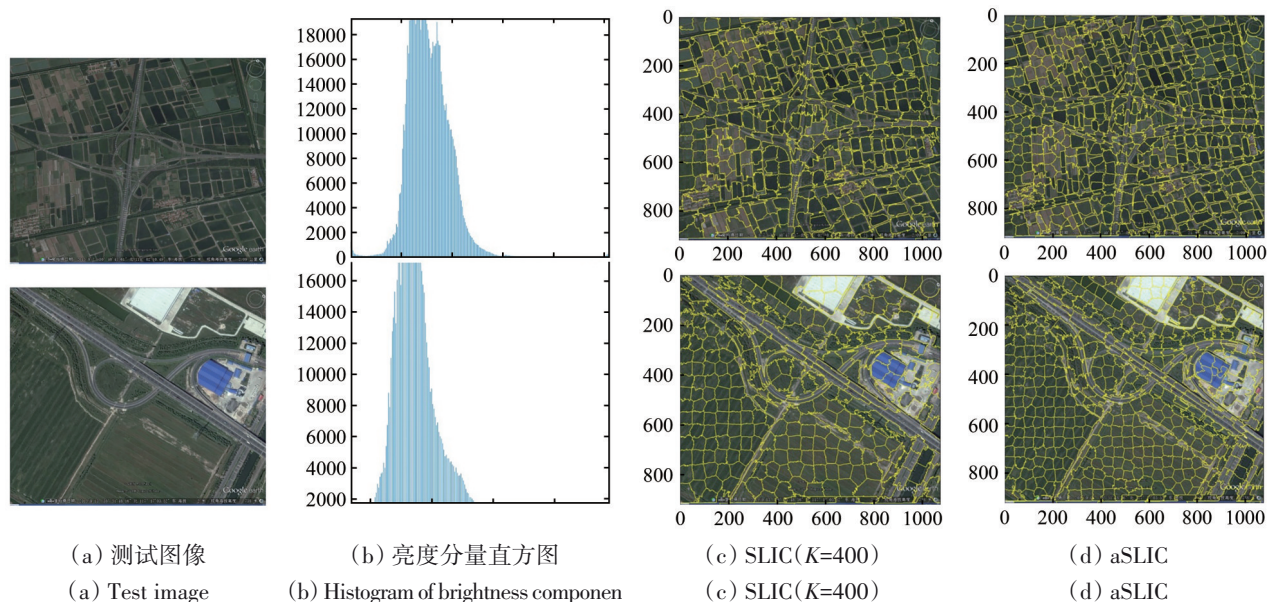 18000
16000
14000
12000
10000
8000
6000
4000
2000
0
0
200
400
600
800
0 200 400 600 800 1000
0
200
400
600
800
0 200 400 600 800 1000
Google
16000
14000
12000
10000
8000
6000
4000
2000
0
200
400
600
800
0 200 400 600 800 1000
0
200
400
600
800
0 200 400 600 800 1000
Google
(a) 测试图像
(b) 亮度分量直方图
(c) SLIC(K=400)
(d) aSLIC
(a) Test image
(b) Histogram of brightness componen
(c) SLIC(K=400)
(d) aSLIC